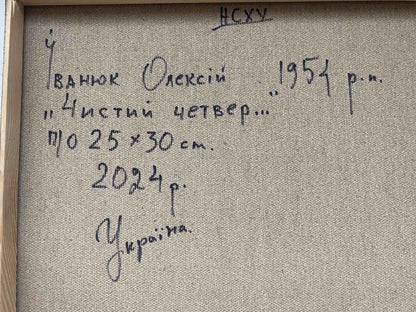 НСХУ
Іванюк Олексій 1954 р.н.
„Чистий четвер..."
п/о 25×30 см.
2024 р.
Україна.